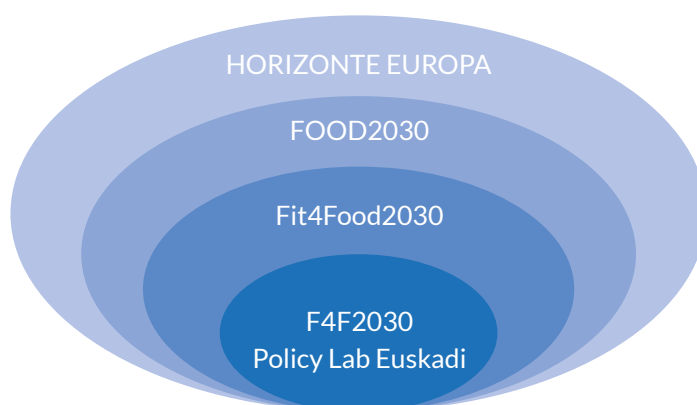 HORIZONTE EUROPA
FOOD2030
Fit4Food2030
F4F2030
Policy Lab Euskadi